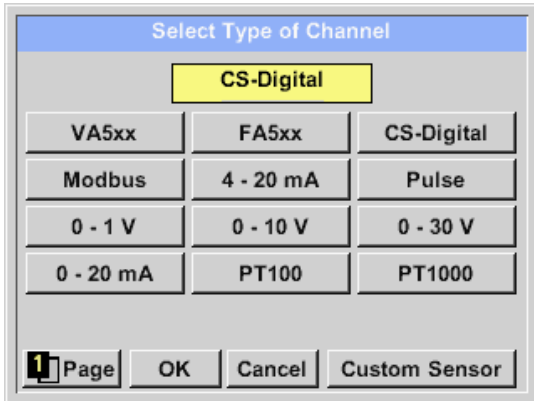 Select Type of Channel
CS-Digital
VA5xx FA5xx CS-Digital
Modbus 4 - 20 mA Pulse
0 - 1 V 0 - 10 V 0 - 30 V
0 - 20 mA PT100 PT1000
1 Page OK Cancel Custom Sensor